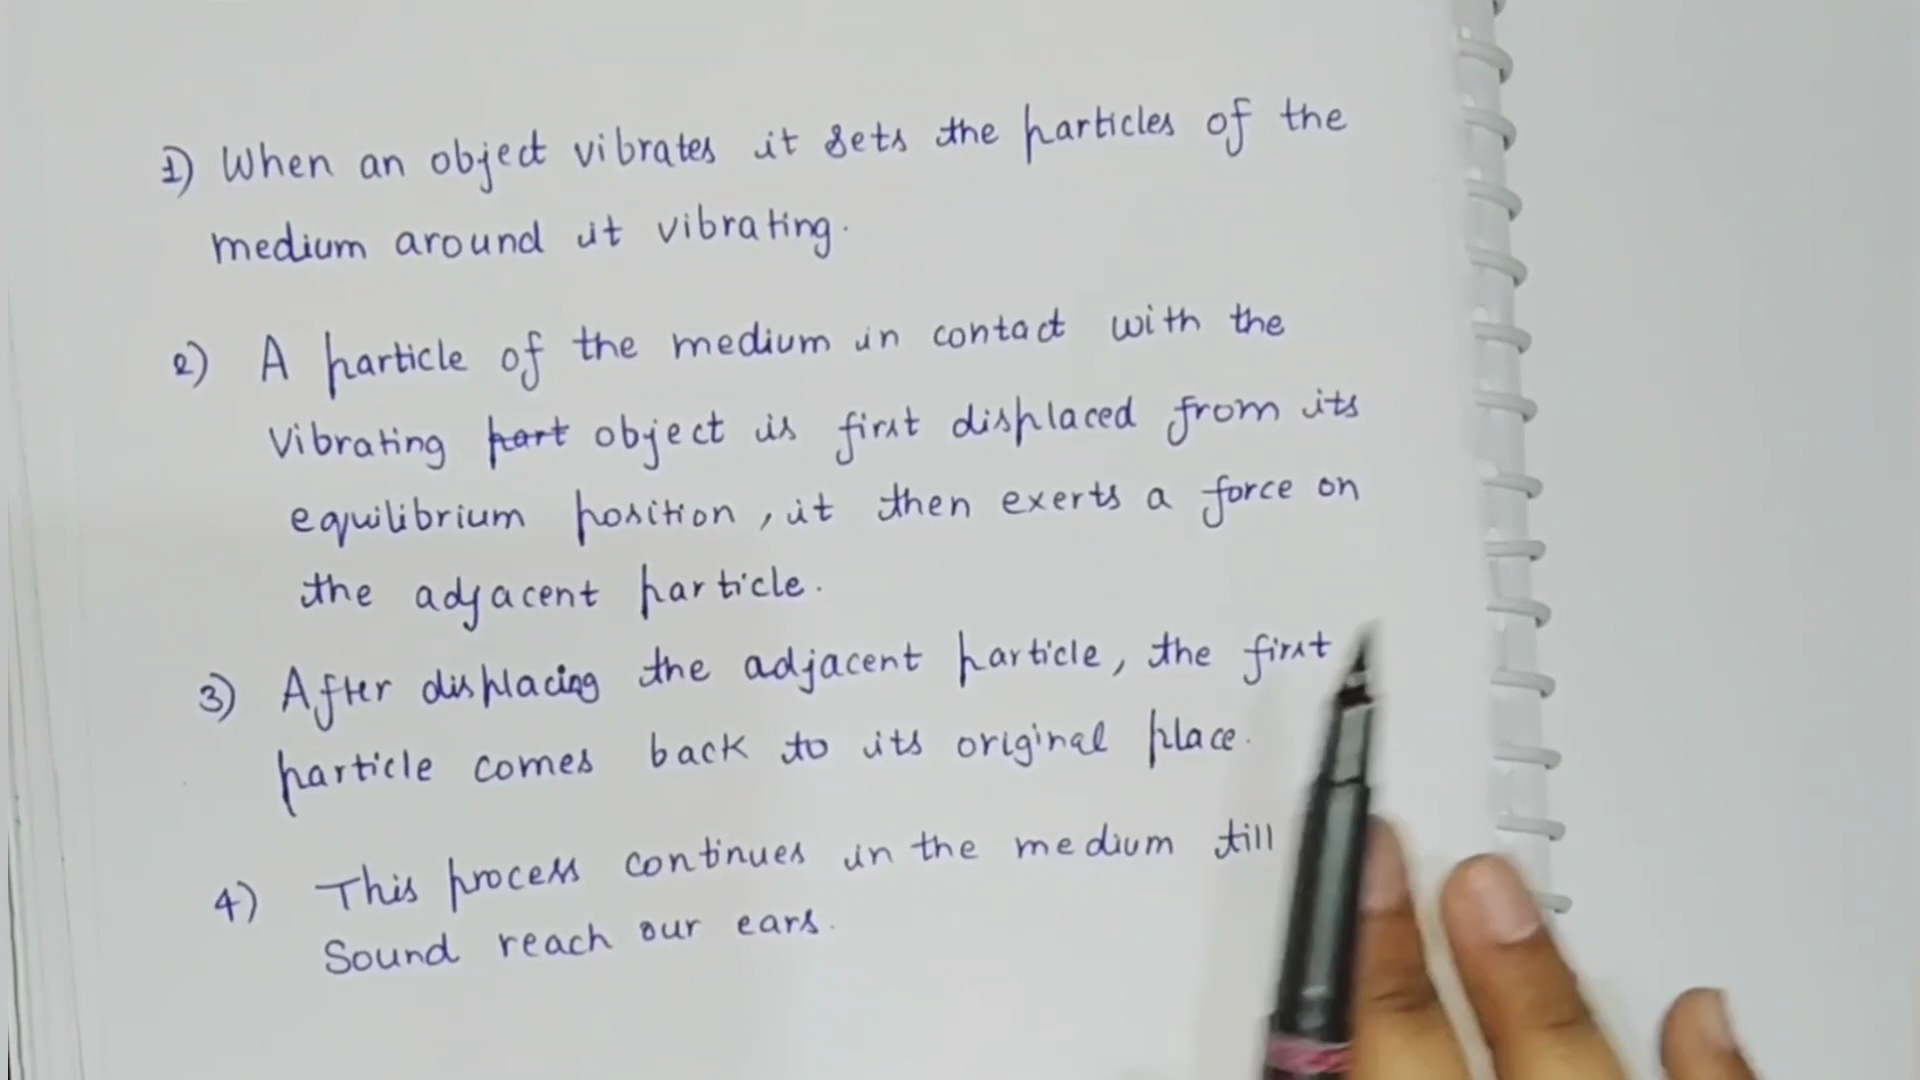 1) When an object vibrates it sets the particles of the
medium around it vibrating.
2) A particle of the medium in contact with the
vibrating part object is first displaced from its
equilibrium position, it then exerts a force on
the adjacent particle.
3) After displacing the adjacent particle, the first
particle comes back to its original place.
4) This process continues in the medium till
Sound reach our ears.